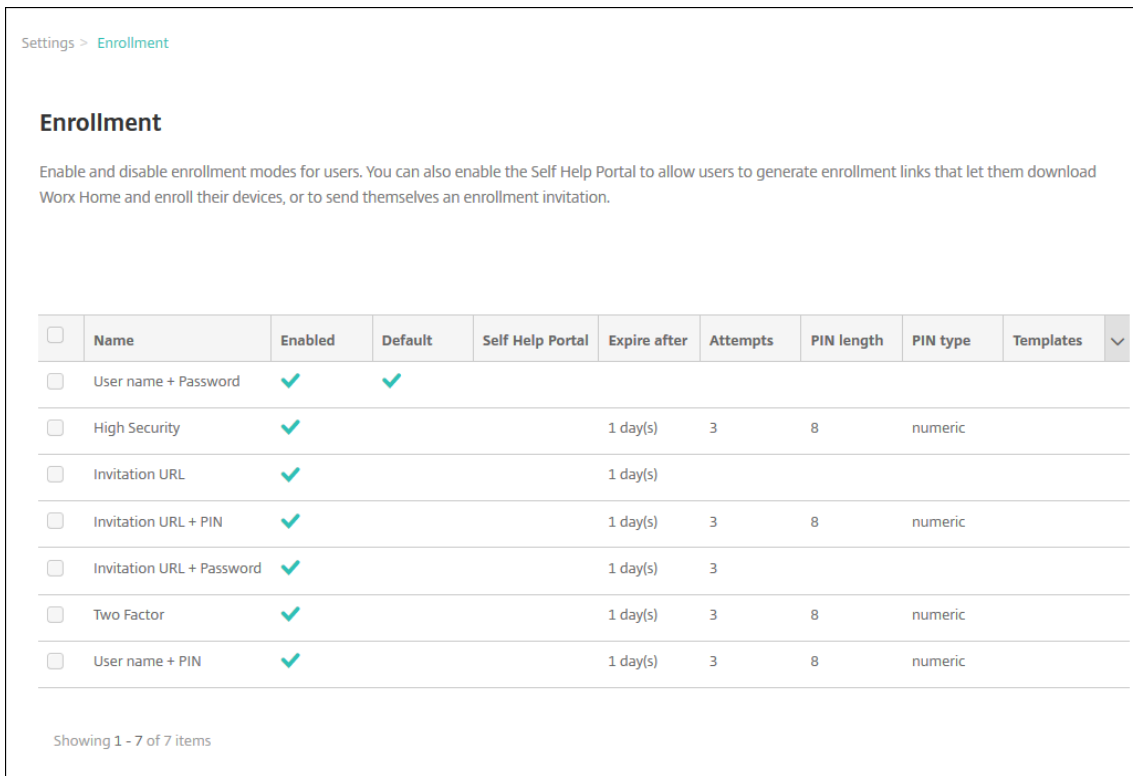 Settings > Enrollment
Enrollment
Enable and disable enrollment modes for users. You can also enable the Self Help Portal to allow users to generate enrollment links that let them download
Worx Home and enroll their devices, or to send themselves an enrollment invitation.
Name Enabled Default Self Help Portal Expire after Attempts PIN length PIN type Templates
User name + Password
High Security 1 day(s) 3 8 numeric
Invitation URL 1 day(s)
Invitation URL + PIN 1 day(s) 3 8 numeric
Invitation URL + Password 1 day(s) 3
Two Factor 1 day(s) 3 8 numeric
User name + PIN 1 day(s) 3 8 numeric
Showing 1 - 7 of 7 items